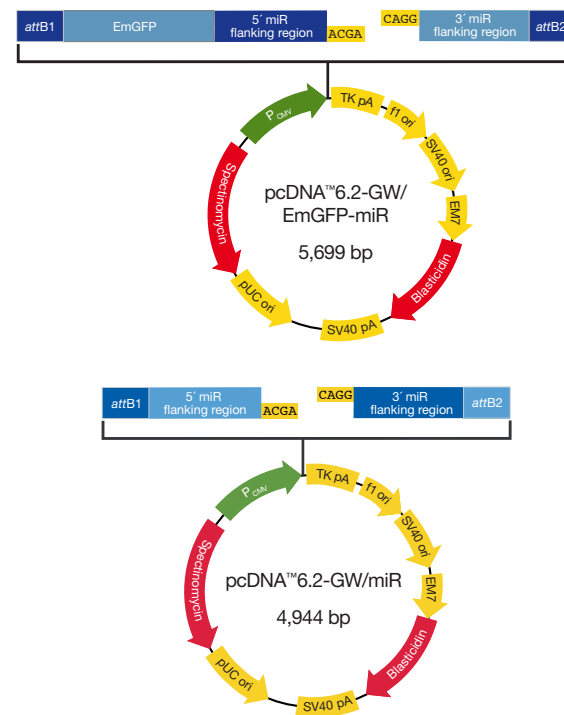 attB1 EmGFP 5´ miR flanking region ACGA CAGG 3´ miR flanking region attB2
PCMV
TK pA
f1 ori
SV40 ori
EM7
Blasticidin
SV40 pA
pUC ori
Spectinomycin
pcDNA™6.2-GW/
EmGFP-miR
5,699 bp
attB1 5´ miR flanking region ACGA CAGG 3´ miR flanking region attB2
PCMV
TK pA
f1 ori
SV40 ori
EM7
Blasticidin
SV40 pA
pUC ori
Spectinomycin
pcDNA™6.2-GW/miR
4,944 bp